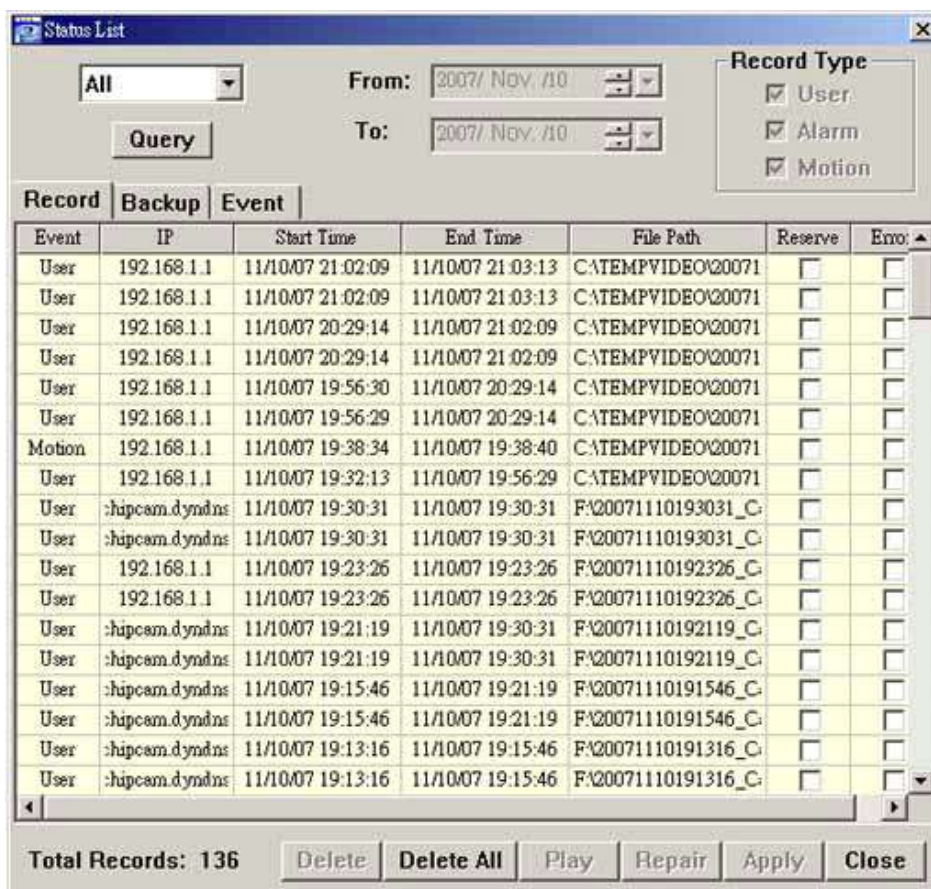 Status List
All
From: 2007/ Nov. /10
Record Type
User
Query
To: 2007/ Nov. /10
Alarm
Motion
Record Backup Event
Event IP Start Time End Time File Path Reserve Error
User 192.168.1.1 11/10/07 21:02:09 11/10/07 21:03:13 C:\TEMPVIDEO\20071
User 192.168.1.1 11/10/07 21:02:09 11/10/07 21:03:13 C:\TEMPVIDEO\20071
User 192.168.1.1 11/10/07 20:29:14 11/10/07 21:02:09 C:\TEMPVIDEO\20071
User 192.168.1.1 11/10/07 20:29:14 11/10/07 21:02:09 C:\TEMPVIDEO\20071
User 192.168.1.1 11/10/07 19:56:30 11/10/07 20:29:14 C:\TEMPVIDEO\20071
User 192.168.1.1 11/10/07 19:56:29 11/10/07 20:29:14 C:\TEMPVIDEO\20071
Motion 192.168.1.1 11/10/07 19:38:34 11/10/07 19:38:40 C:\TEMPVIDEO\20071
User 192.168.1.1 11/10/07 19:32:13 11/10/07 19:56:29 C:\TEMPVIDEO\20071
User :hipcam.dyndns 11/10/07 19:30:31 11/10/07 19:30:31 F:\20071110193031_C
User :hipcam.dyndns 11/10/07 19:30:31 11/10/07 19:30:31 F:\20071110193031_C
User 192.168.1.1 11/10/07 19:23:26 11/10/07 19:23:26 F:\20071110192326_C
User 192.168.1.1 11/10/07 19:23:26 11/10/07 19:23:26 F:\20071110192326_C
User :hipcam.dyndns 11/10/07 19:21:19 11/10/07 19:30:31 F:\20071110192119_C
User :hipcam.dyndns 11/10/07 19:21:19 11/10/07 19:30:31 F:\20071110192119_C
User :hipcam.dyndns 11/10/07 19:15:46 11/10/07 19:21:19 F:\20071110191546_C
User :hipcam.dyndns 11/10/07 19:15:46 11/10/07 19:21:19 F:\20071110191546_C
User :hipcam.dyndns 11/10/07 19:13:16 11/10/07 19:15:46 F:\20071110191316_C
User :hipcam.dyndns 11/10/07 19:13:16 11/10/07 19:15:46 F:\20071110191316_C
Total Records: 136 Delete Delete All Play Repair Apply Close